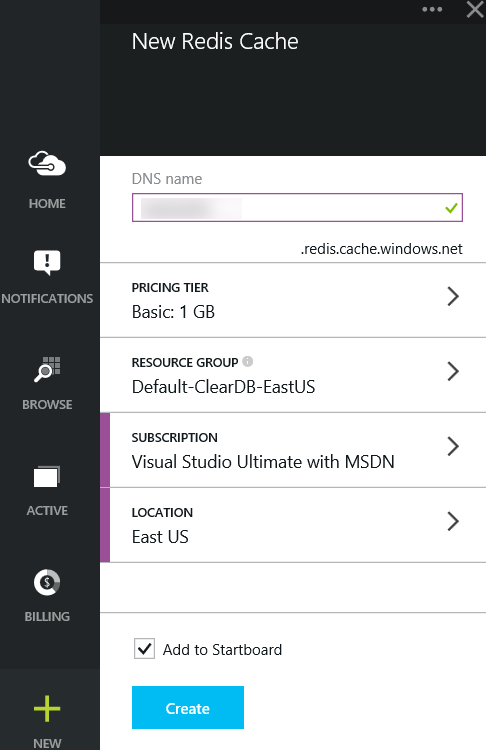 New Redis Cache
DNS name
.redis.cache.windows.net
PRICING TIER
Basic: 1 GB
RESOURCE GROUP
Default-ClearDB-EastUS
SUBSCRIPTION
Visual Studio Ultimate with MSDN
LOCATION
East US
Add to Startboard
Create
HOME
NOTIFICATIONS
BROWSE
ACTIVE
BILLING
NEW